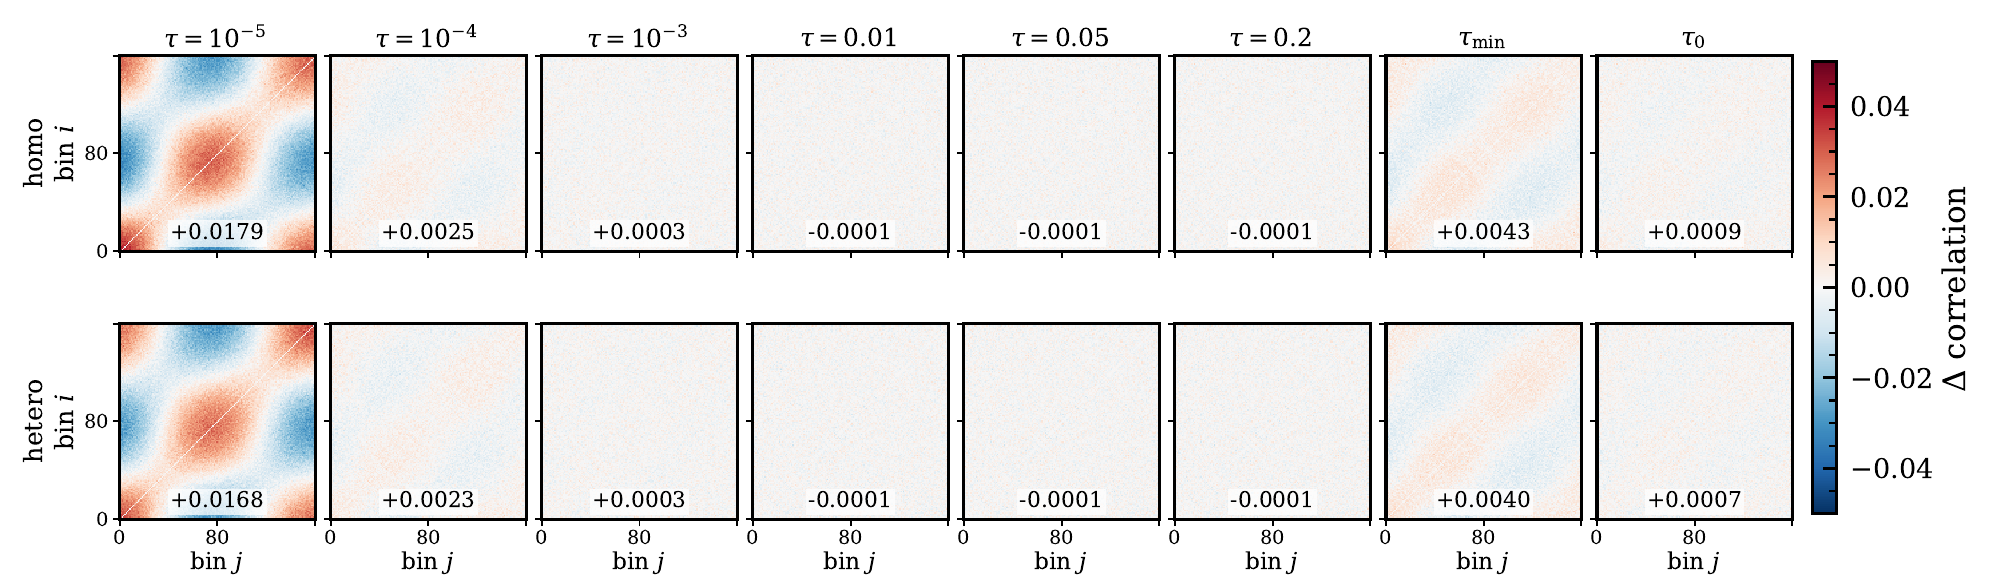 τ = 10⁻⁵ τ = 10⁻⁴ τ = 10⁻³ τ = 0.01 τ = 0.05 τ = 0.2 τmin τ0
homo
bin i
80
0
+0.0179 +0.0025 +0.0003 -0.0001 -0.0001 -0.0001 +0.0043 +0.0009
hetero
bin i
80
0
+0.0168 +0.0023 +0.0003 -0.0001 -0.0001 -0.0001 +0.0040 +0.0007
0 80 0 80 0 80 0 80 0 80 0 80 0 80 0 80
bin j bin j bin j bin j bin j bin j bin j bin j
0.04
0.02
0.00
−0.02
−0.04
Δ correlation